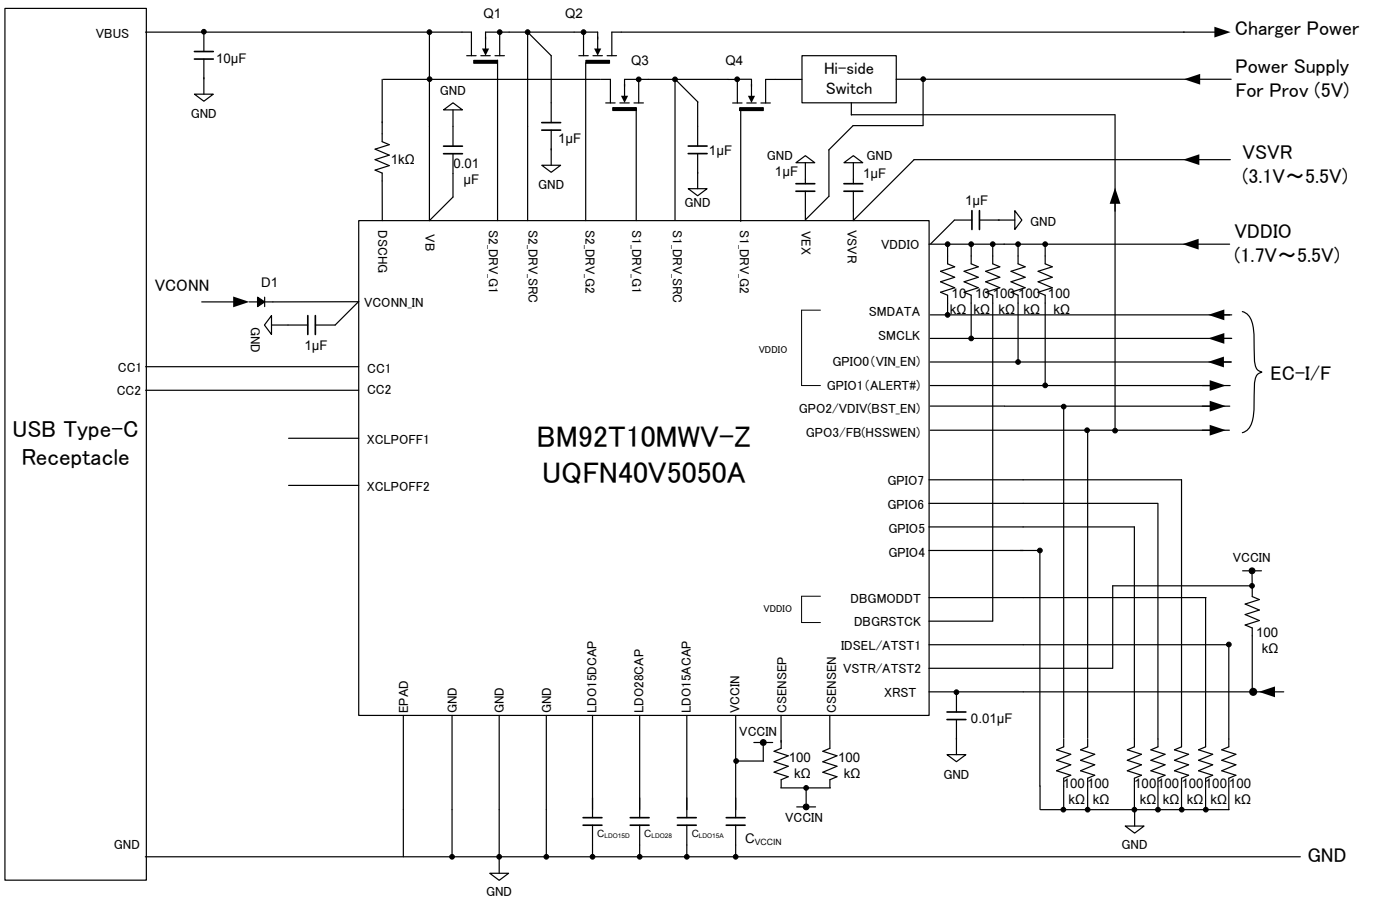 Q1
Q2
Charger Power
VBUS
10μF
GND
Q3
Q4
Hi-side
Switch
Power Supply
For Prov (5V)
GND
1kΩ
0.01
μF
1μF
GND
1μF
GND
GND
1μF
GND
1μF
VSVR
(3.1V～5.5V)
1μF
GND
VDDIO
(1.7V～5.5V)
DSCHG
VB
S2_DRV_G1
S2_DRV_SRC
S2_DRV_G2
S1_DRV_G1
S1_DRV_SRC
S1_DRV_G2
VEX
VSVR
VDDIO
VCONN
D1
VCONN_IN
GND
1μF
10
kΩ
10
kΩ
100
kΩ
100
kΩ
100
kΩ
SMDATA
SMCLK
VDDIO
GPIO0(VIN_EN)
GPIO1(ALERT#)
GPO2/VDIV(BST_EN)
GPO3/FB(HSSWEN)
EC-I/F
CC1
CC1
CC2
CC2
USB Type-C
Receptacle
XCLPOFF1
XCLPOFF2
BM92T10MWV-Z
UQFN40V5050A
GPIO7
GPIO6
GPIO5
GPIO4
VCCIN
100
kΩ
VDDIO
DBGMODDT
DBGRSTCK
IDSEL/ATST1
VSTR/ATST2
XRST
0.01μF
GND
EPAD
GND
GND
GND
LDO15DCAP
LDO28CAP
LDO15ACAP
VCCIN
CSENSEP
CSENSEN
VCCIN
100
kΩ
100
kΩ
VCCIN
100
kΩ
100
kΩ
100
kΩ
100
kΩ
100
kΩ
100
kΩ
100
kΩ
GND
CLDO15D
CLDO28
CLDO15A
CVCCIN
GND
GND
GND